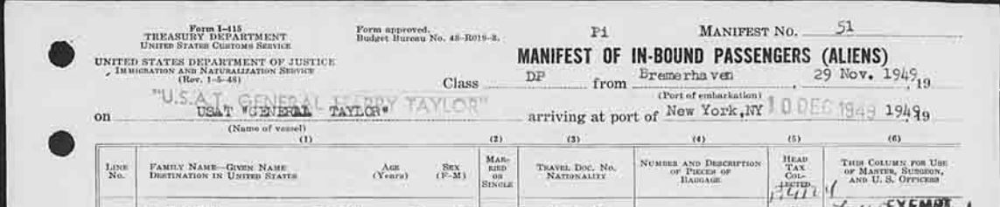 Form I-415
TREASURY DEPARTMENT
UNITED STATES CUSTOMS SERVICE
UNITED STATES DEPARTMENT OF JUSTICE
IMMIGRATION AND NATURALIZATION SERVICE
(Rev. 1-5-48)
Form approved.
Budget Bureau No. 43-R019-3.
Pi MANIFEST NO. 51
MANIFEST OF IN-BOUND PASSENGERS (ALIENS)
Class DP from Bremerhaven, 29 Nov. 1949, 19
(Port of embarkation)
"U.S.A.T. GENERAL HARRY TAYLOR"
on USAT "GENERAL TAYLOR" arriving at port of New York,NY 10 DEC 1949 1949, 19
(Name of vessel)
(1) (2) (3) (4) (5) (6)
LINE No.
FAMILY NAME—GIVEN NAME
DESTINATION IN UNITED STATES
AGE (Years)
SEX (F-M)
MARRIED OR SINGLE
TRAVEL DOC. NO.
NATIONALITY
NUMBER AND DESCRIPTION
OF PIECES OF
BAGGAGE
HEAD
TAX
COL-
LECTED
THIS COLUMN FOR USE
OF MASTER, SURGEON,
AND U. S. OFFICERS
EXEMPT